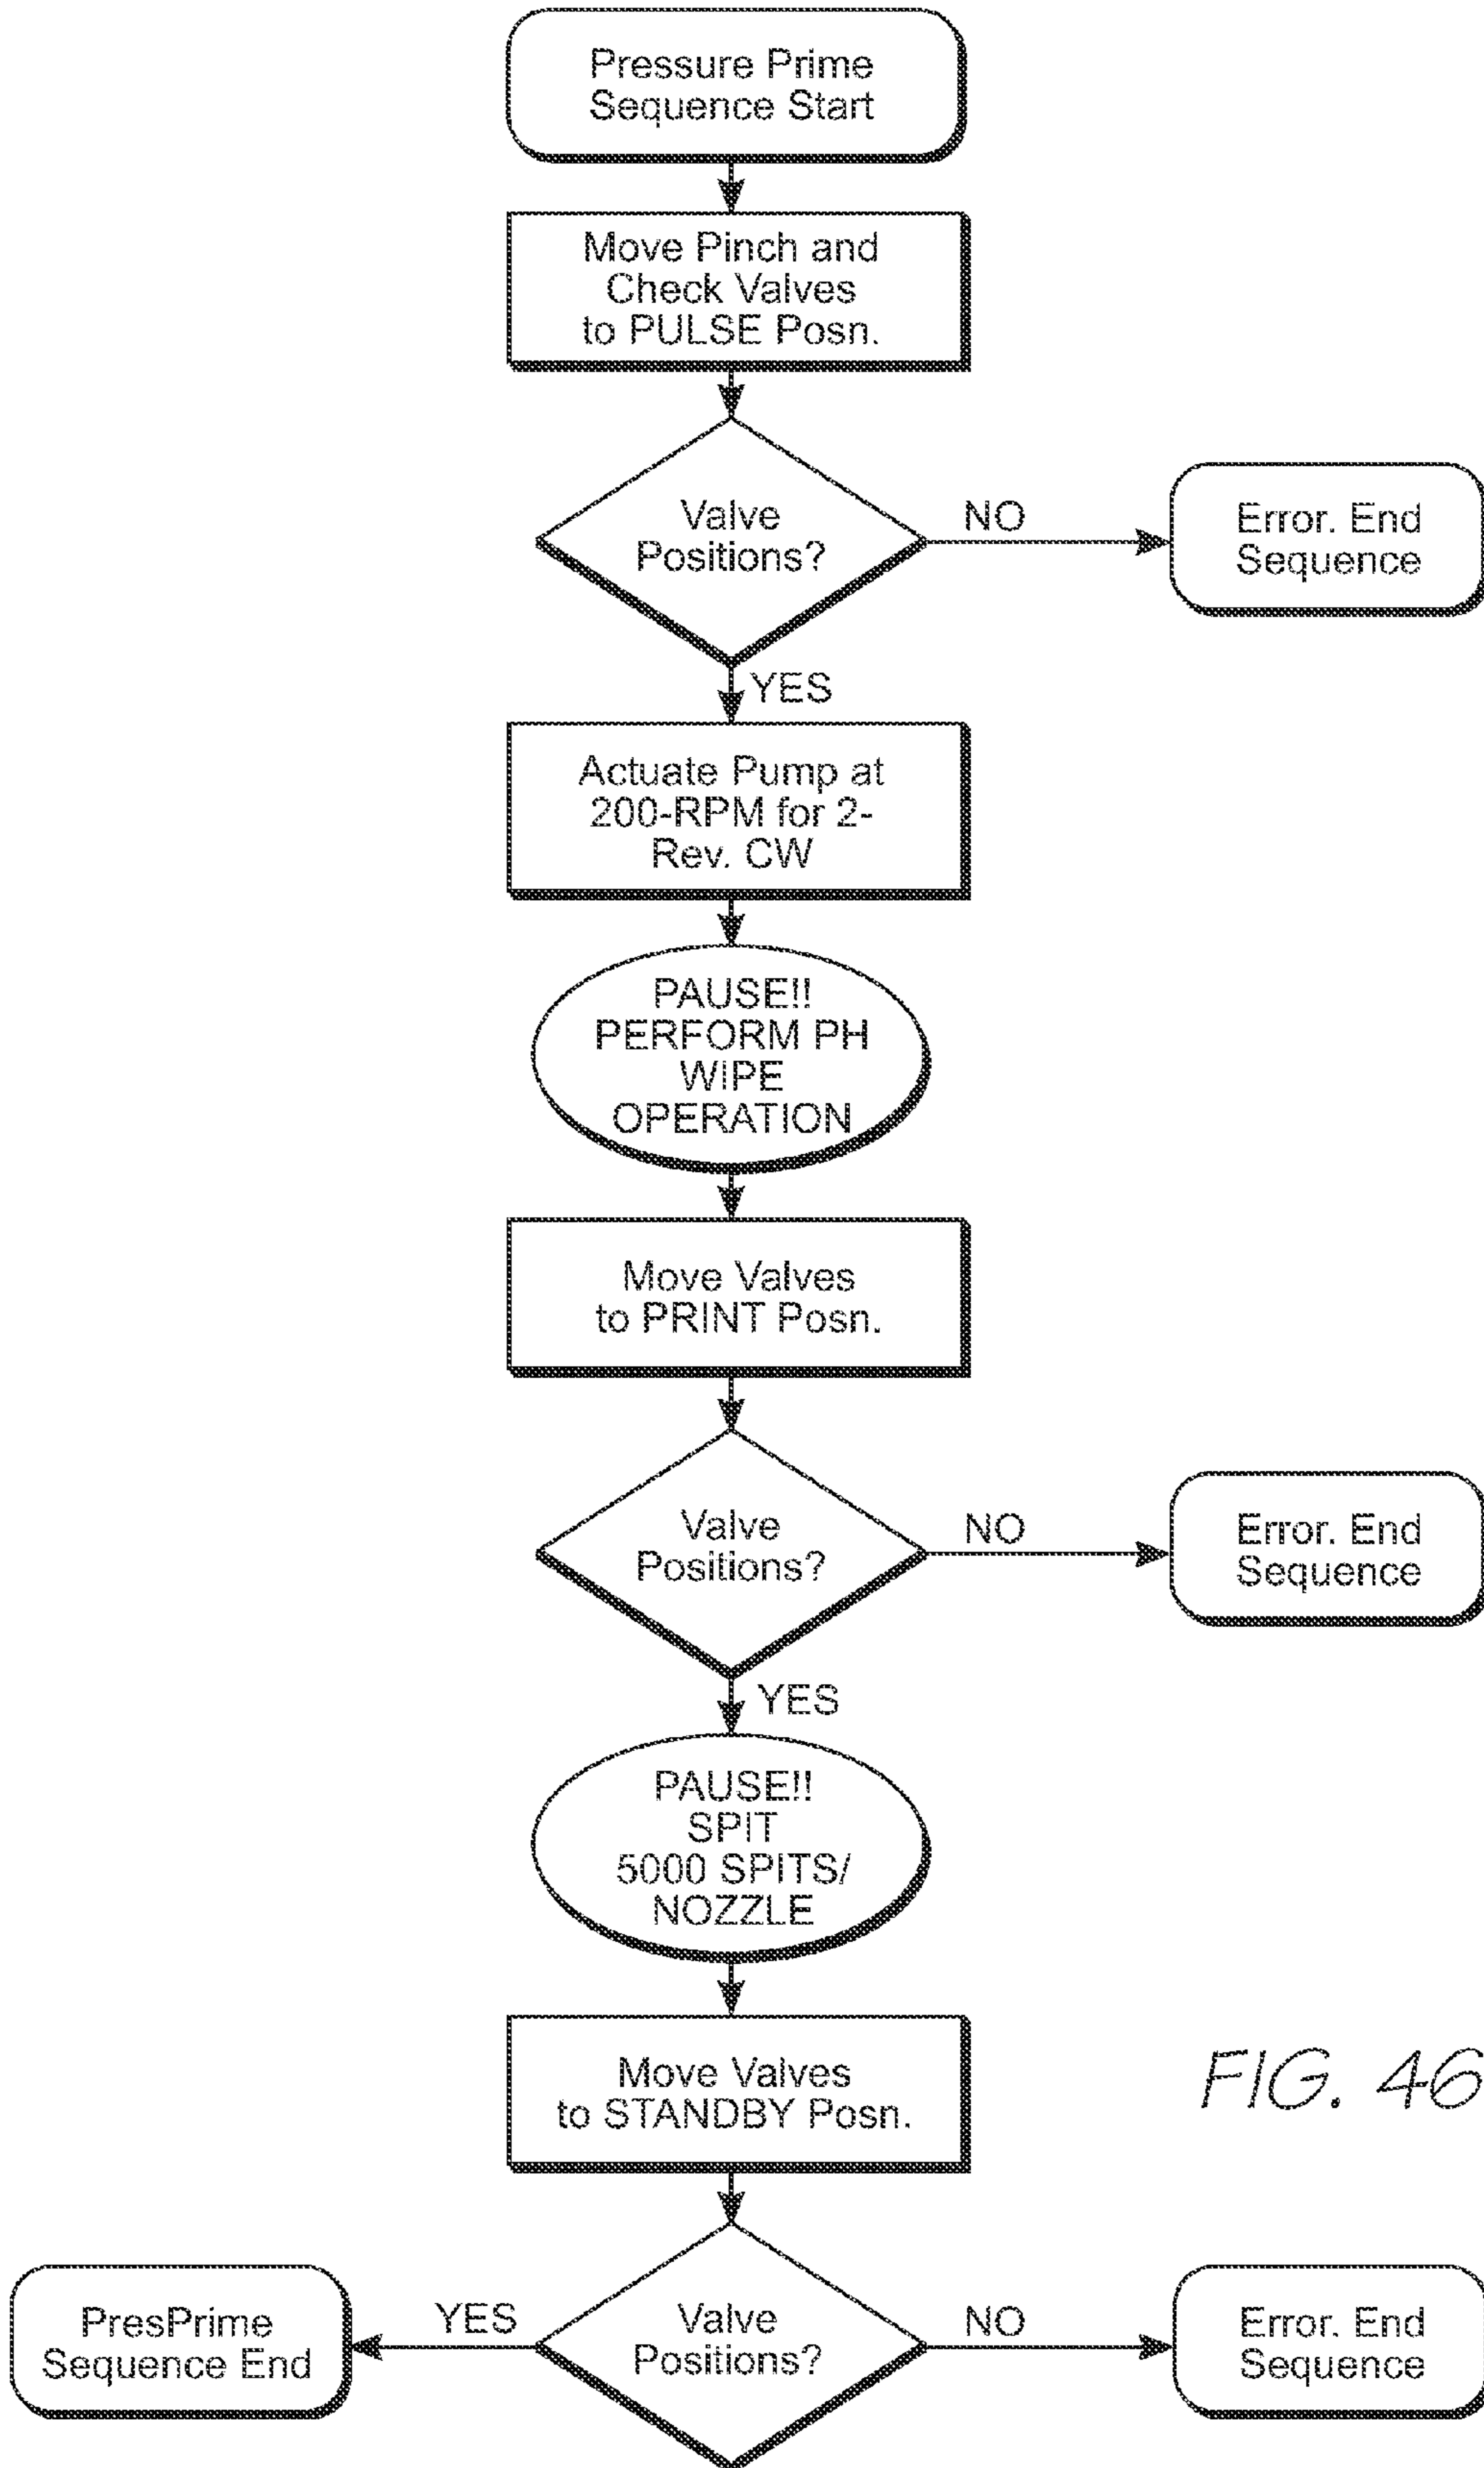 Pressure Prime
Sequence Start
Move Pinch and
Check Valves
to PULSE Posn.
Valve
Positions?
NO
Error. End
Sequence
YES
Actuate Pump at
200-RPM for 2-
Rev. CW
PAUSE!!
PERFORM PH
WIPE
OPERATION
Move Valves
to PRINT Posn.
Valve
Positions?
NO
Error. End
Sequence
YES
PAUSE!!
SPIT
5000 SPITS/
NOZZLE
Move Valves
to STANDBY Posn.
FIG. 46
PresPrime
Sequence End
YES
Valve
Positions?
NO
Error. End
Sequence